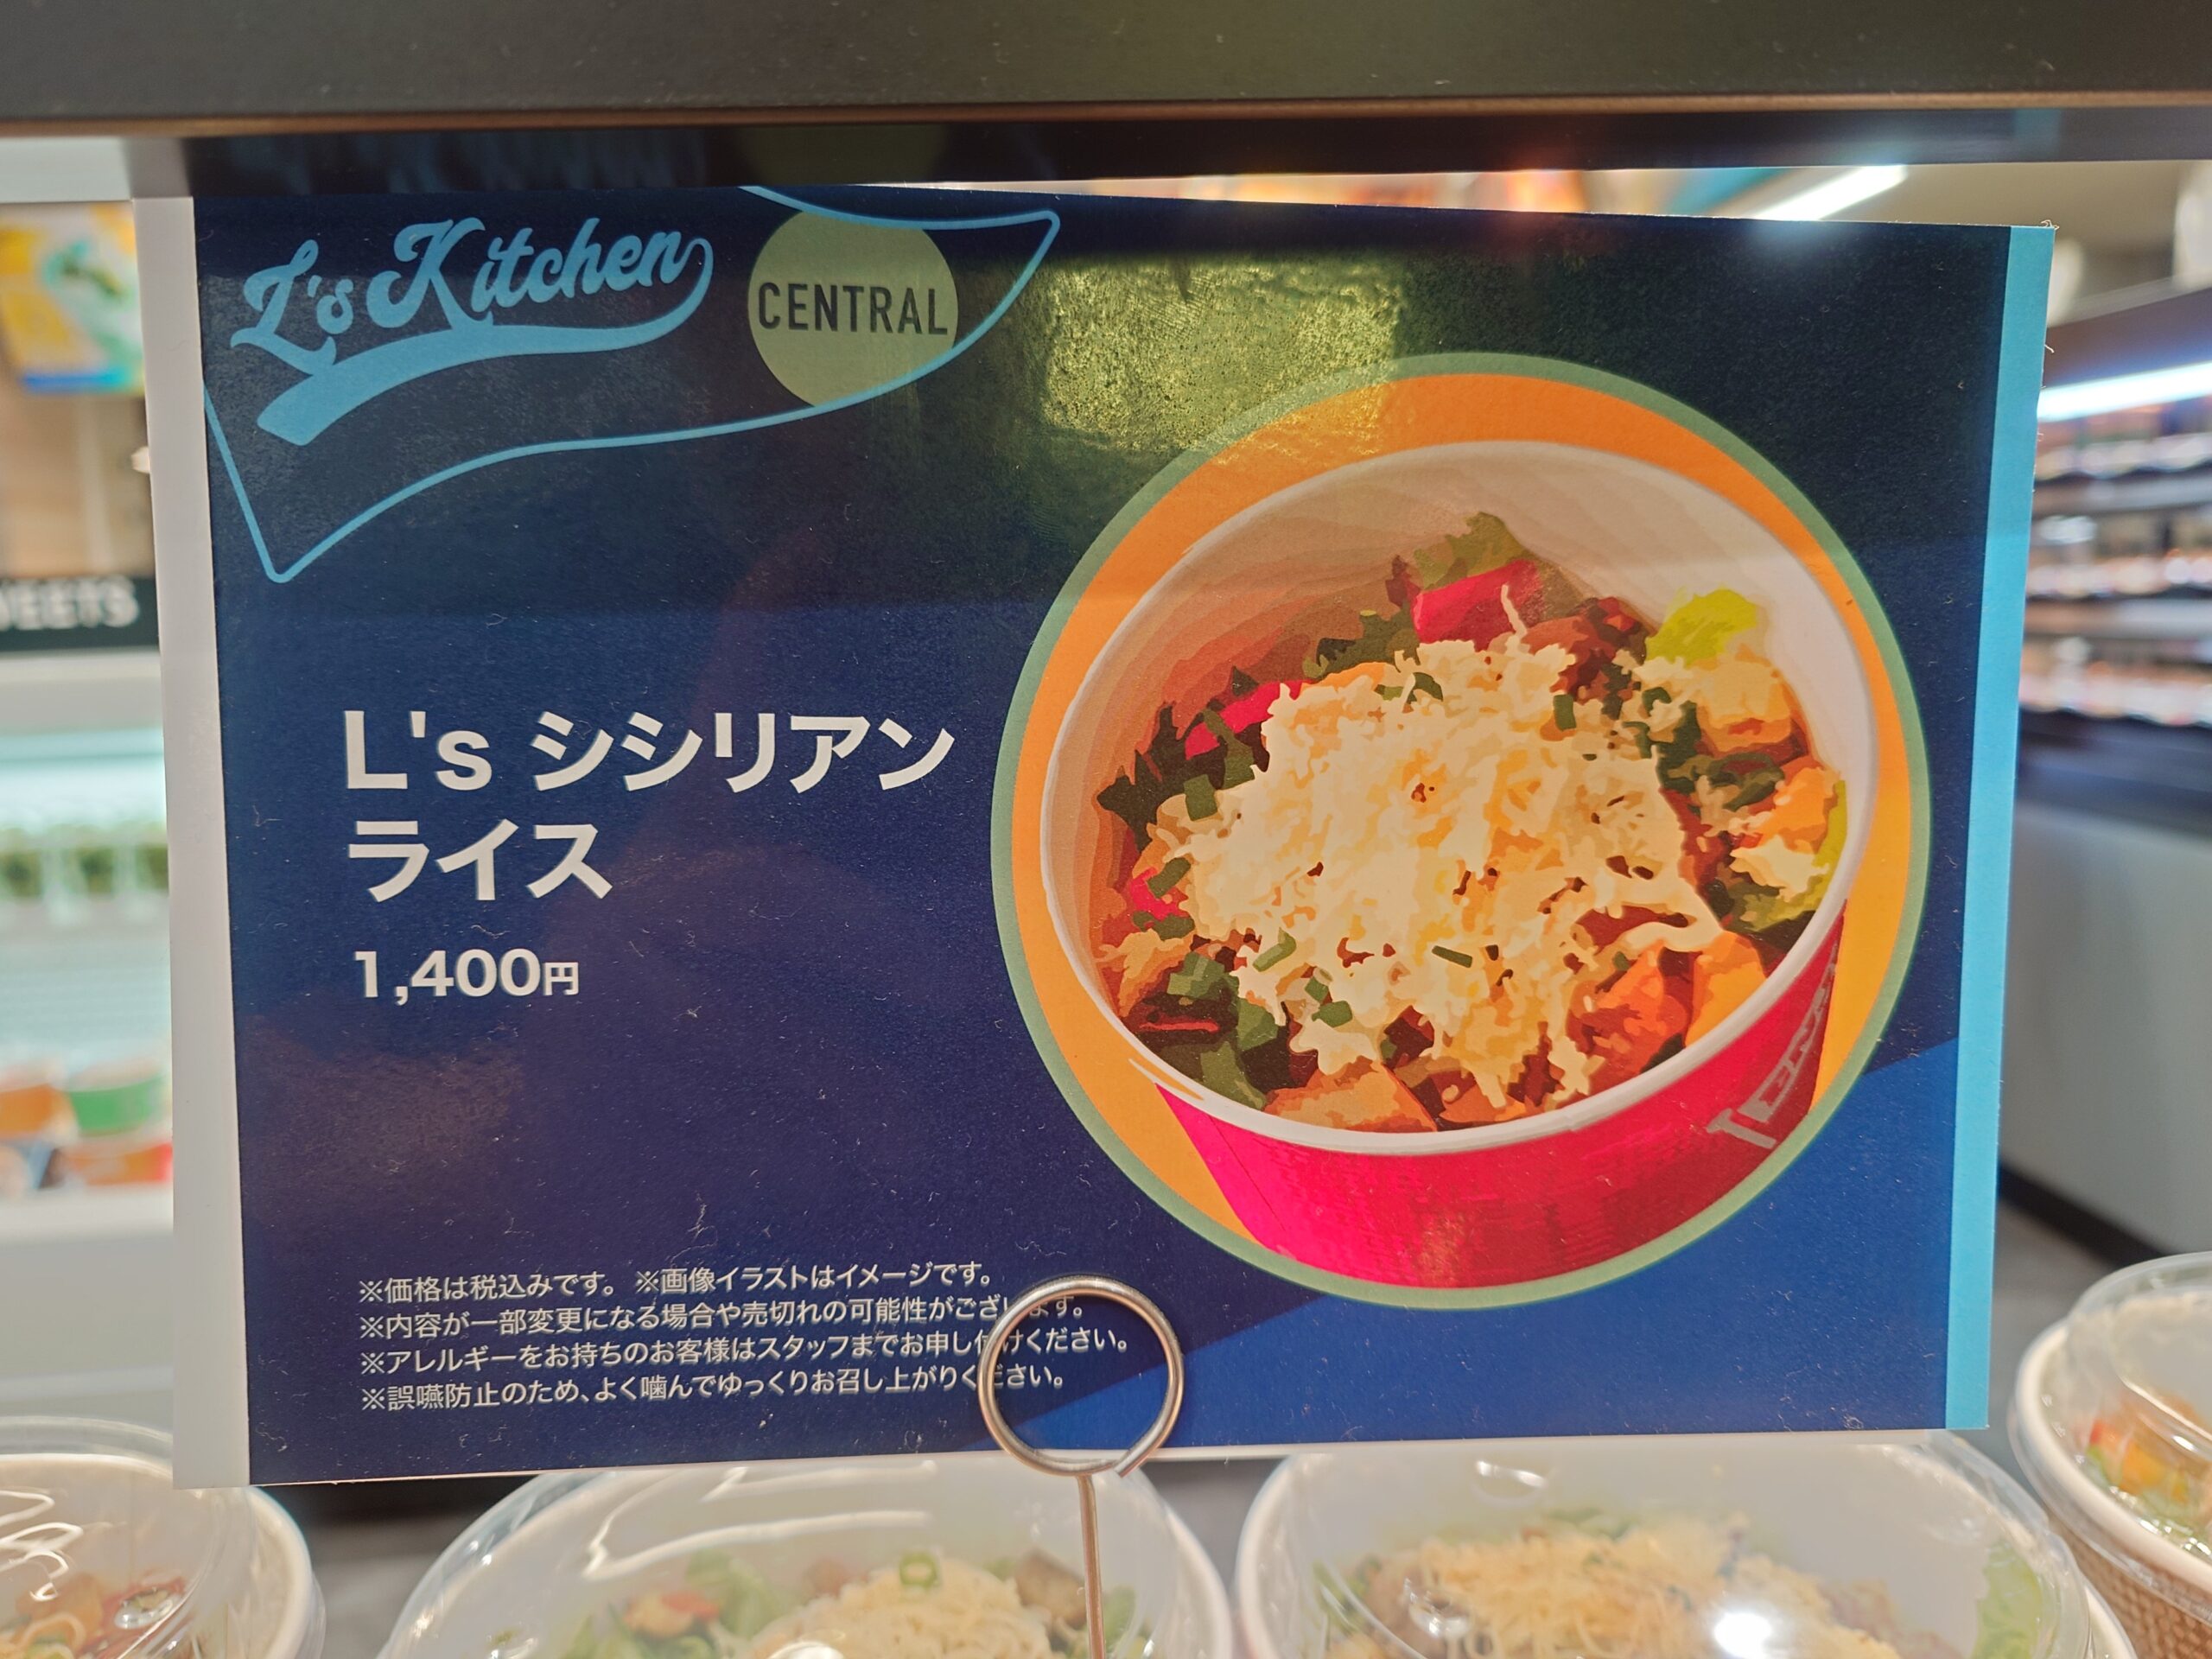 L's Kitchen
CENTRAL
L's シシリアン
ライス
1,400円
※価格は税込みです。 ※画像イラストはイメージです。
※内容が一部変更になる場合や売切れの可能性がございます。
※アレルギーをお持ちのお客様はスタッフまでお申し付けください。
※誤嚥防止のため、よく噛んでゆっくりお召し上がりください。